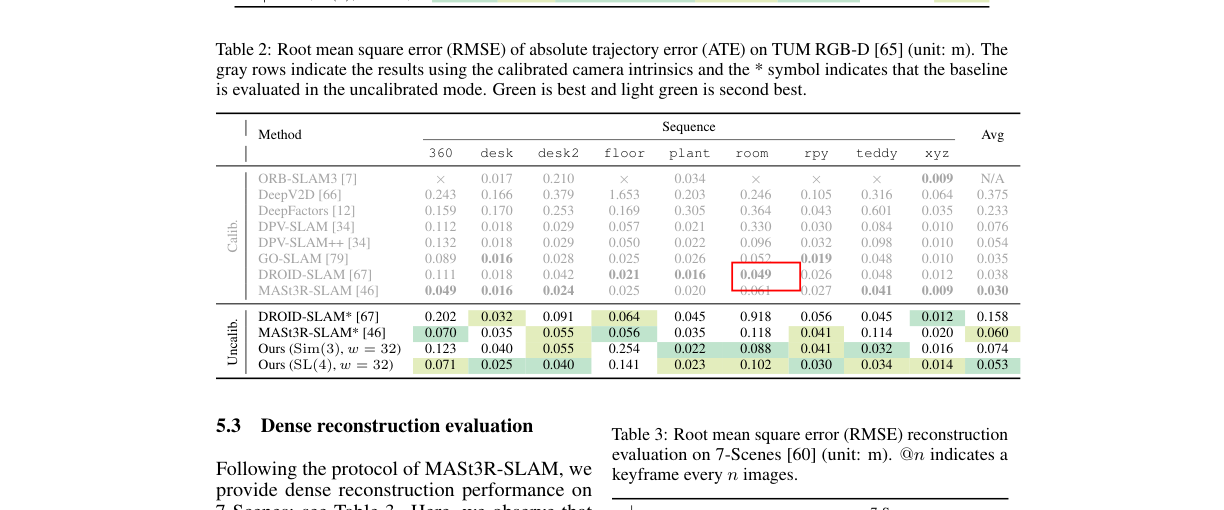 Table 2: Root mean square error (RMSE) of absolute trajectory error (ATE) on TUM RGB-D [65] (unit: m). The
gray rows indicate the results using the calibrated camera intrinsics and the * symbol indicates that the baseline
is evaluated in the uncalibrated mode. Green is best and light green is second best.
Method Sequence Avg
360 desk desk2 floor plant room rpy teddy xyz
Calib.
ORB-SLAM3 [7] × 0.017 0.210 × 0.034 × × × 0.009 N/A
DeepV2D [66] 0.243 0.166 0.379 1.653 0.203 0.246 0.105 0.316 0.064 0.375
DeepFactors [12] 0.159 0.170 0.253 0.169 0.305 0.364 0.043 0.601 0.035 0.233
DPV-SLAM [34] 0.112 0.018 0.029 0.057 0.021 0.330 0.030 0.084 0.010 0.076
DPV-SLAM++ [34] 0.132 0.018 0.029 0.050 0.022 0.096 0.032 0.098 0.010 0.054
GO-SLAM [79] 0.089 0.016 0.028 0.025 0.026 0.052 0.019 0.048 0.010 0.035
DROID-SLAM [67] 0.111 0.018 0.042 0.021 0.016 0.049 0.026 0.048 0.012 0.038
MASt3R-SLAM [46] 0.049 0.016 0.024 0.025 0.020 0.061 0.027 0.041 0.009 0.030
Uncalib.
DROID-SLAM* [67] 0.202 0.032 0.091 0.064 0.045 0.918 0.056 0.045 0.012 0.158
MASt3R-SLAM* [46] 0.070 0.035 0.055 0.056 0.035 0.118 0.041 0.114 0.020 0.060
Ours (Sim(3), w = 32) 0.123 0.040 0.055 0.254 0.022 0.088 0.041 0.032 0.016 0.074
Ours (SL(4), w = 32) 0.071 0.025 0.040 0.141 0.023 0.102 0.030 0.034 0.014 0.053
5.3 Dense reconstruction evaluation
Following the protocol of MASt3R-SLAM, we
provide dense reconstruction performance on
7-Scenes; see Table 3. Here, we observe that
Table 3: Root mean square error (RMSE) reconstruction
evaluation on 7-Scenes [60] (unit: m). @n indicates a
keyframe every n images.